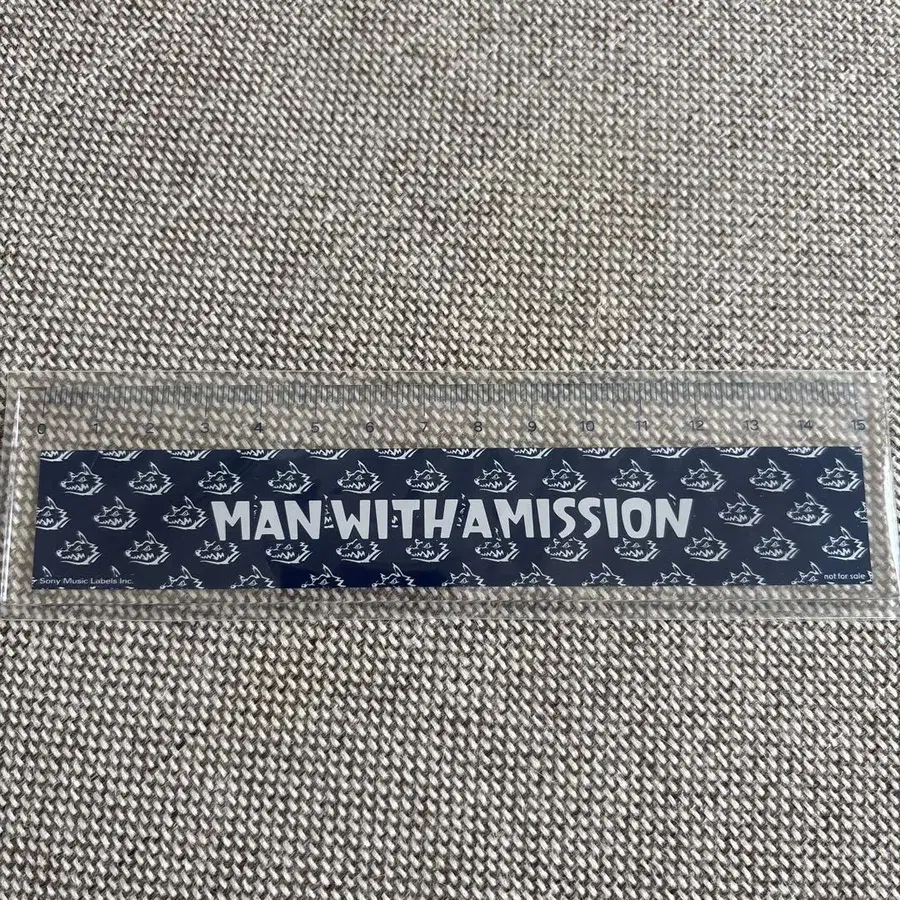 0 1 2 3 4 5 6 7 8 9 10 11 12 13 14 15
MAN WITH A MISSION
Sony Music Labels Inc.
not for sale